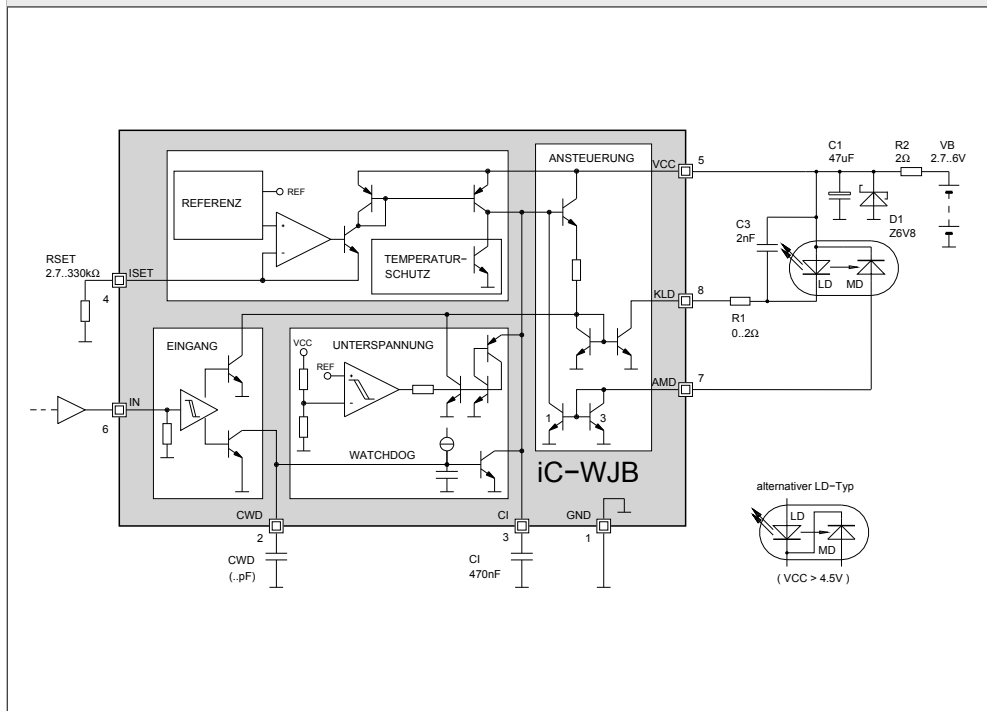 ANSTEUERUNG
VCC
5
C1
47uF
R2
2Ω
VB
2.7..6V
REFERENZ
REF
+
-
TEMPERATUR-
SCHUTZ
D1
Z6V8
C3
2nF
LD
MD
RSET
2.7..330kΩ
ISET
4
KLD
8
R1
0..2Ω
EINGANG
UNTERSPANNUNG
VCC
REF
+
-
AMD
7
IN
6
1
3
WATCHDOG
iC-WJB
CWD
2
CI
3
GND
1
CWD
(..pF)
CI
470nF
alternativer LD-Typ
LD
MD
( VCC > 4.5V )